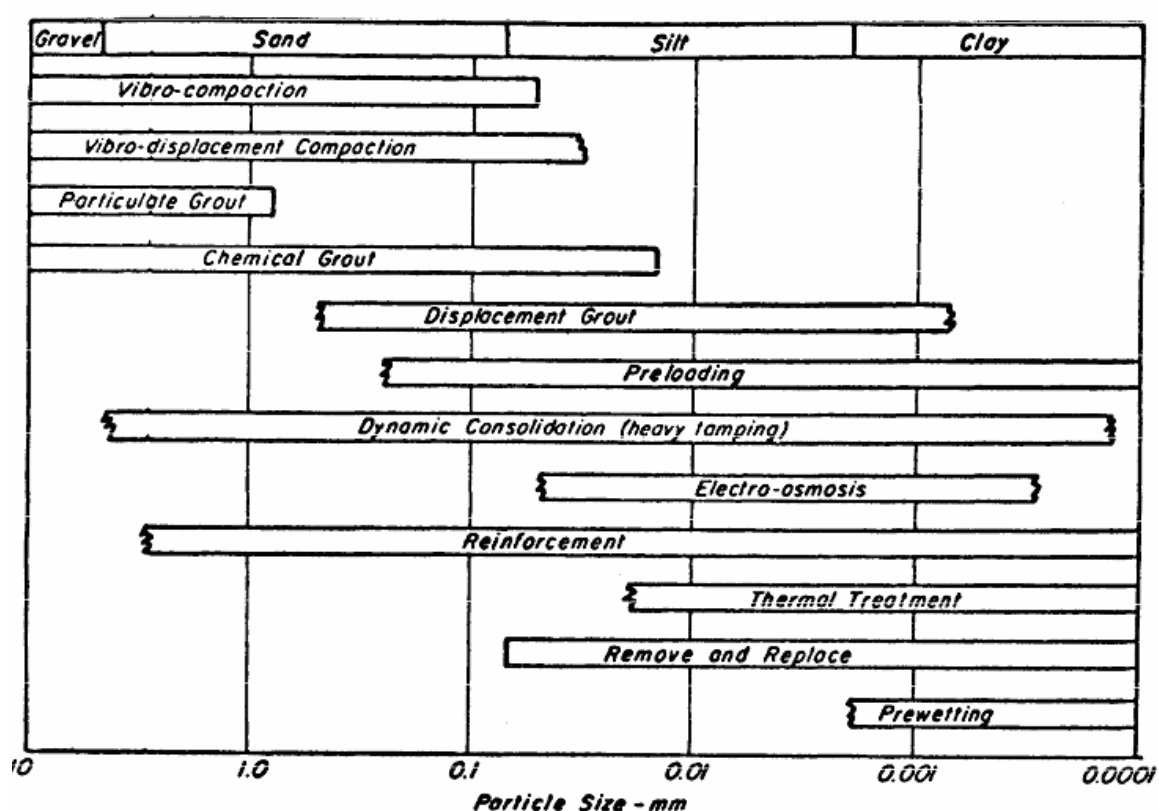 Gravel Sand Silt Clay
Vibro-compaction
Vibro-displacement Compaction
Particulate Grout
Chemical Grout
Displacement Grout
Preloading
Dynamic Consolidation (heavy tamping)
Electro-osmosis
Reinforcement
Thermal Treatment
Remove and Replace
Prewetting
10 1.0 0.1 0.01 0.001 0.0001
Particle Size-mm